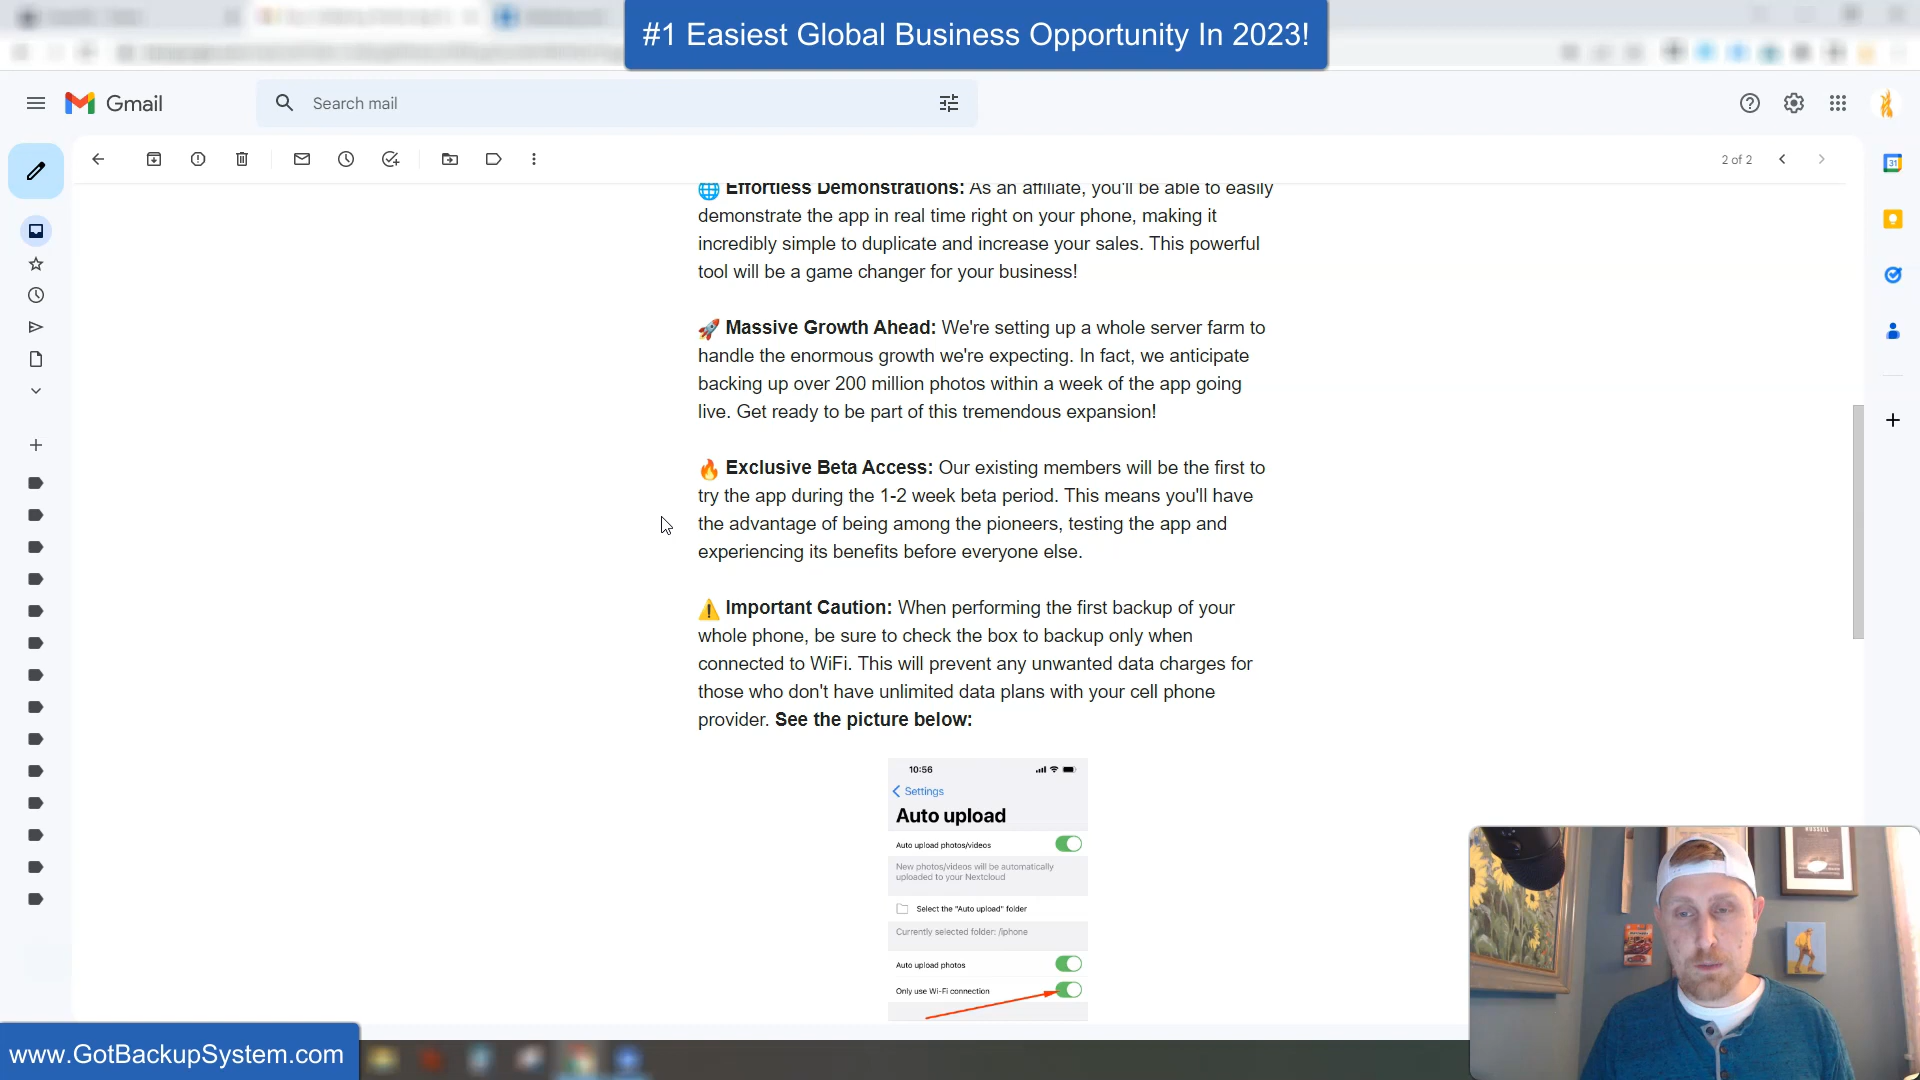 #1 Easiest Global Business Opportunity In 2023!
Gmail
Search mail
2 of 2
31
🌐 Effortless Demonstrations: As an affiliate, you'll be able to easily
demonstrate the app in real time right on your phone, making it
incredibly simple to duplicate and increase your sales. This powerful
tool will be a game changer for your business!
🚀 Massive Growth Ahead: We're setting up a whole server farm to
handle the enormous growth we're expecting. In fact, we anticipate
backing up over 200 million photos within a week of the app going
live. Get ready to be part of this tremendous expansion!
🔥 Exclusive Beta Access: Our existing members will be the first to
try the app during the 1-2 week beta period. This means you'll have
the advantage of being among the pioneers, testing the app and
experiencing its benefits before everyone else.
⚠️ Important Caution: When performing the first backup of your
whole phone, be sure to check the box to backup only when
connected to WiFi. This will prevent any unwanted data charges for
those who don't have unlimited data plans with your cell phone
provider. See the picture below:
10:56
Settings
Auto upload
Auto upload photos/videos
New photos/videos will be automatically
uploaded to your Nextcloud
Select the "Auto upload" folder
Currently selected folder: /iphone
Auto upload photos
Only use Wi-Fi connection
RUSSELL
www.GotBackupSystem.com